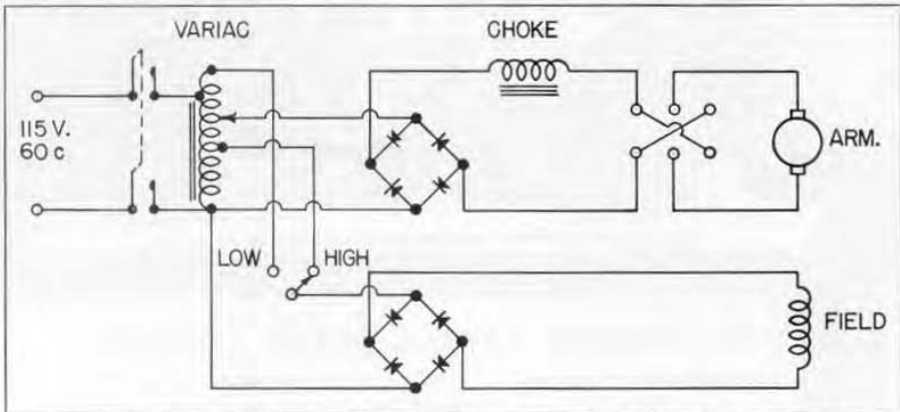 VARIAC
CHOKE
115 V.
60 c
ARM.
LOW
HIGH
FIELD